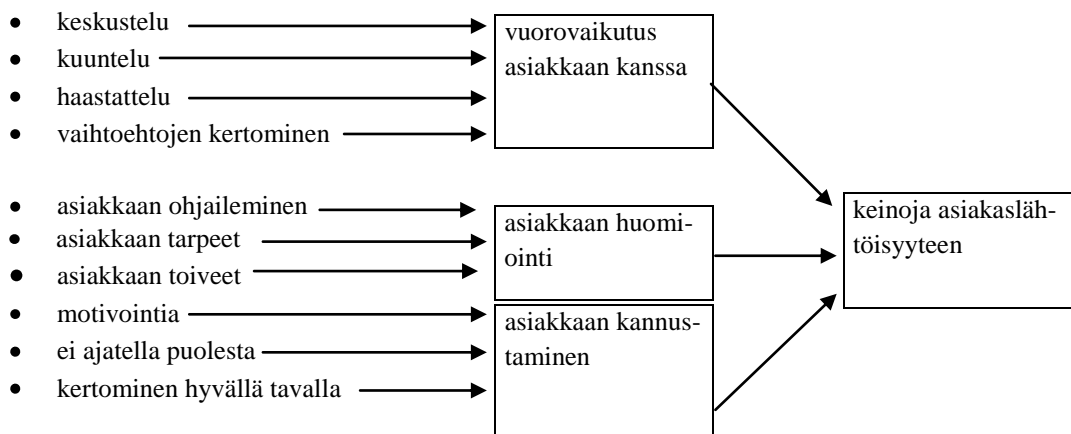 • keskustelu
• kuuntelu
• haastattelu
• vaihtoehtojen kertominen
vuorovaikutus
asiakkaan kanssa
• asiakkaan ohjaileminen
• asiakkaan tarpeet
• asiakkaan toiveet
asiakkaan huomi-
ointi
• motivointia
• ei ajatella puolesta
• kertominen hyvällä tavalla
asiakkaan kannus-
taminen
keinoja asiakasläh-
töisyyteen